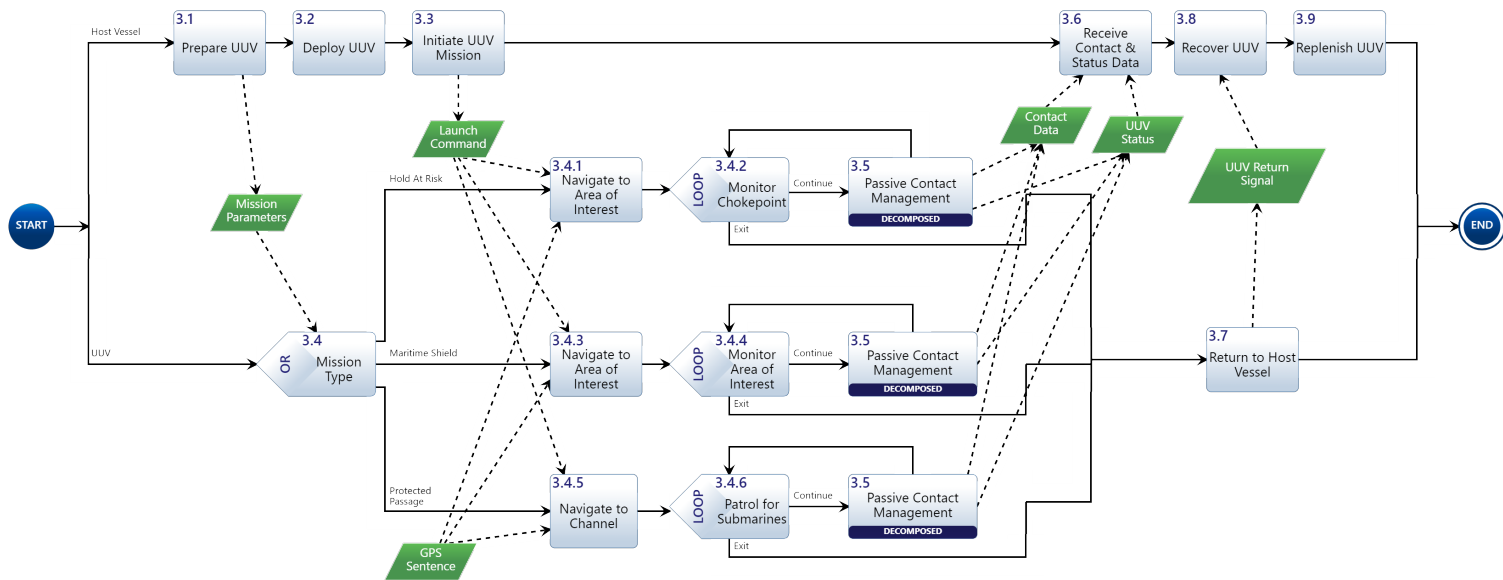 Host Vessel
3.1
Prepare UUV
3.2
Deploy UUV
3.3
Initiate UUV
Mission
3.6
Receive
Contact &
Status Data
3.8
Recover UUV
3.9
Replenish UUV
Launch
Command
Contact
Data
UUV
Status
UUV Return
Signal
Mission
Parameters
START
END
Hold At Risk
3.4.1
Navigate to
Area of
Interest
LOOP
3.4.2
Monitor
Chokepoint
Continue
Exit
3.5
Passive Contact
Management
DECOMPOSED
UUV
OR
3.4
Mission
Type
Maritime Shield
3.4.3
Navigate to
Area of
Interest
LOOP
3.4.4
Monitor
Area of
Interest
Continue
Exit
3.5
Passive Contact
Management
DECOMPOSED
3.7
Return to Host
Vessel
Protected
Passage
3.4.5
Navigate to
Channel
LOOP
3.4.6
Patrol for
Submarines
Continue
Exit
3.5
Passive Contact
Management
DECOMPOSED
GPS
Sentence